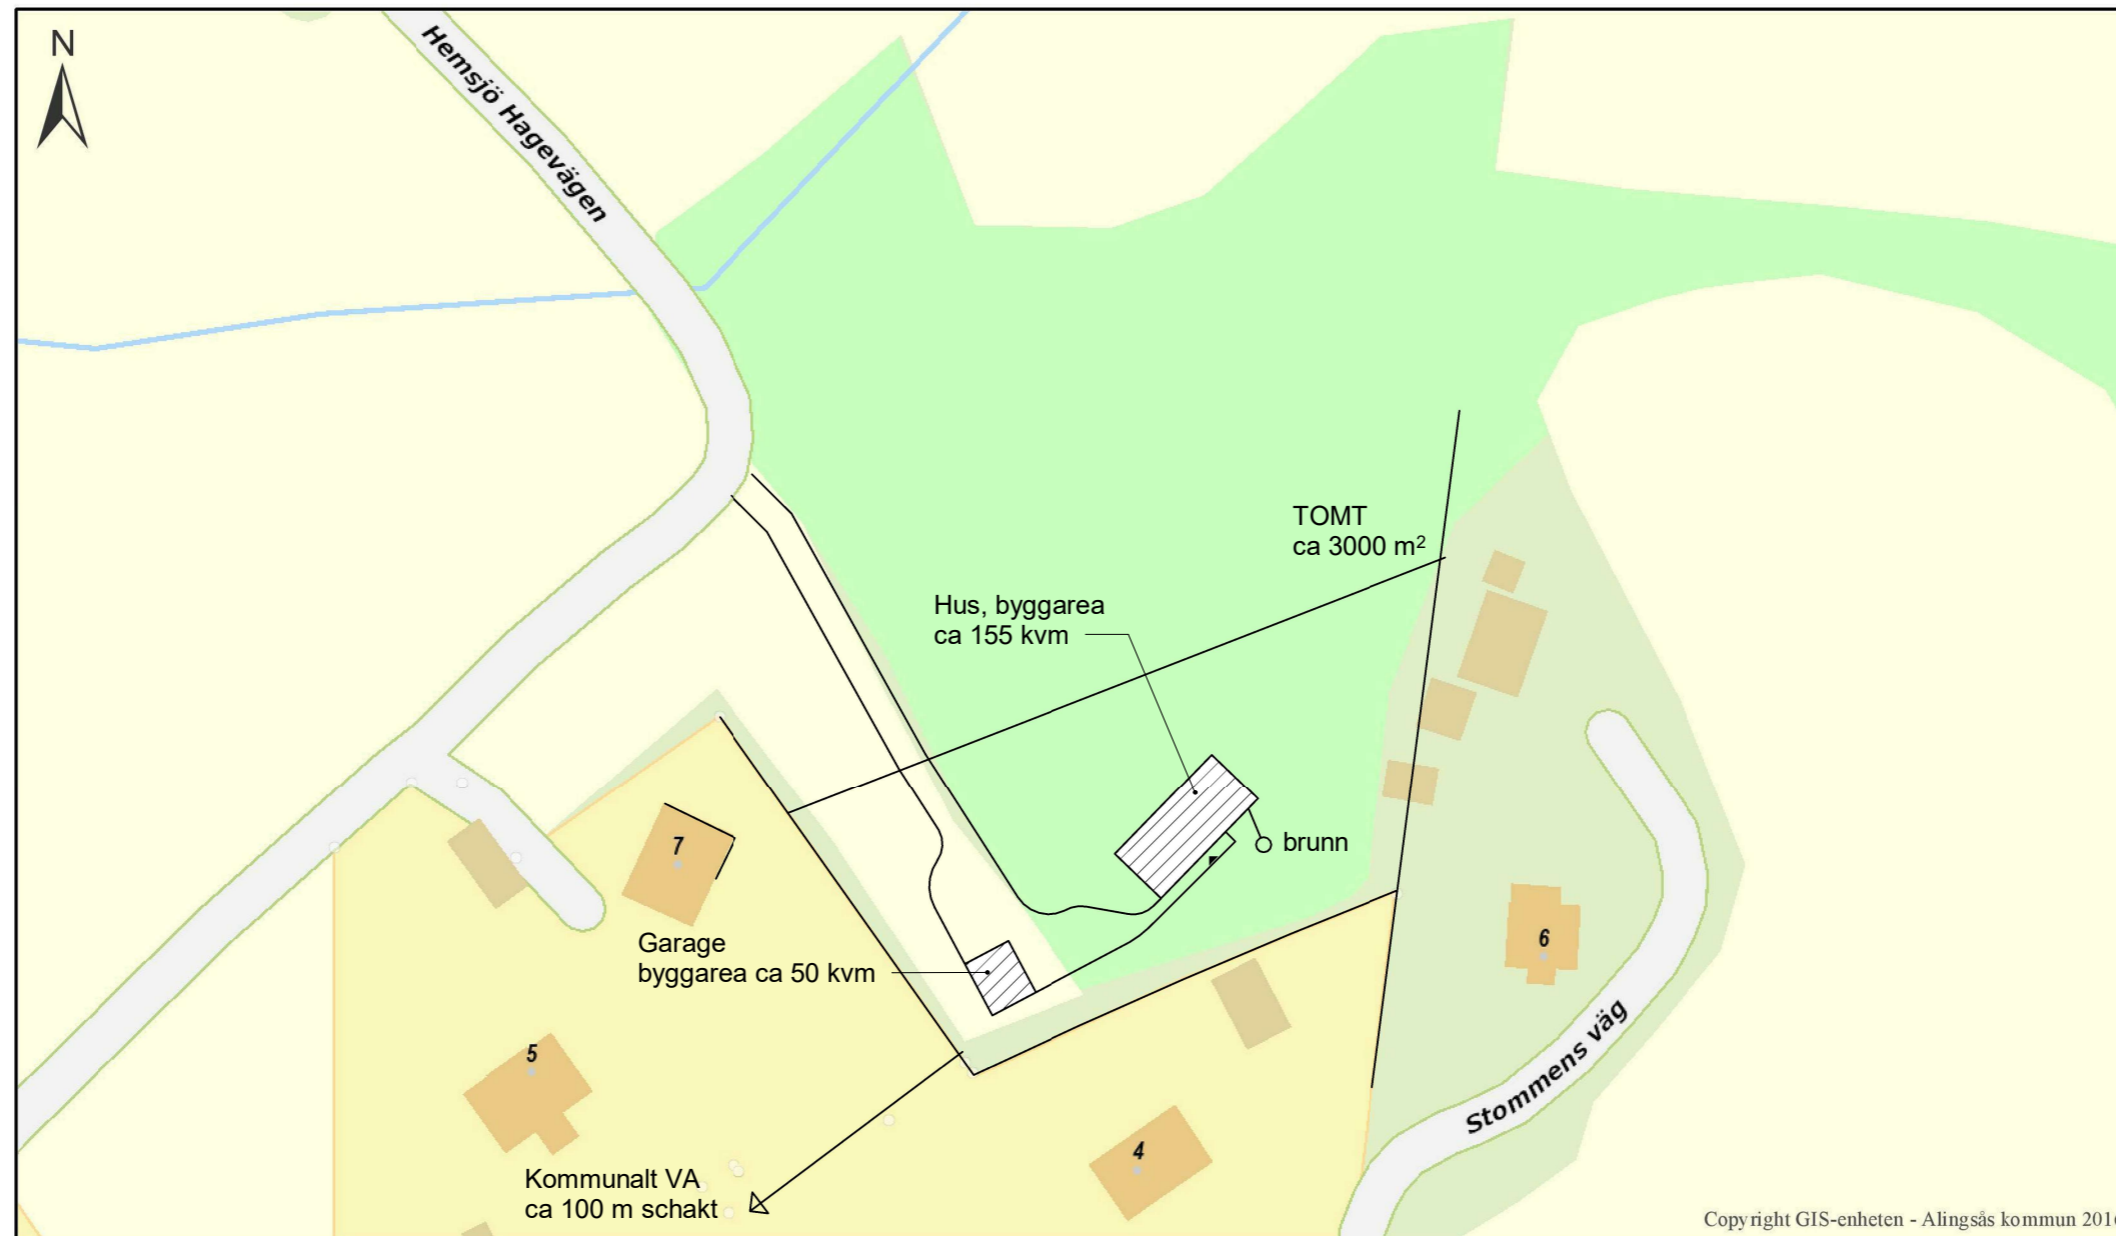 N
Hemsjö Hagevägen
TOMT
ca 3000 m²
Hus, byggarea
ca 155 kvm
brunn
7
Garage
byggarea ca 50 kvm
6
5
Stommens väg
4
Kommunalt VA
ca 100 m schakt
Copyright GIS-enheten - Alingsås kommun 2016